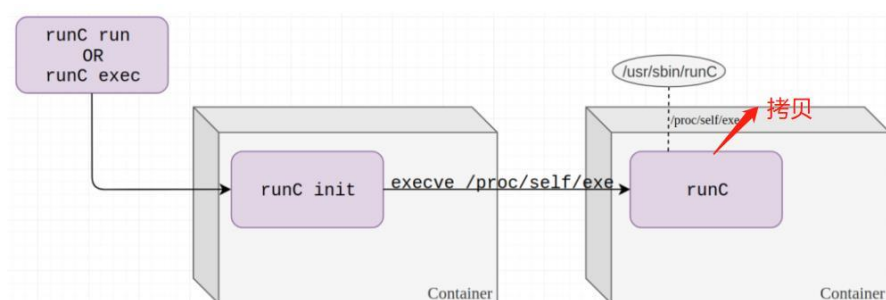 runC run
OR
runC exec
/usr/sbin/runC
/proc/self/exe
拷贝
runC init
execve /proc/self/exe
runC
Container
Container